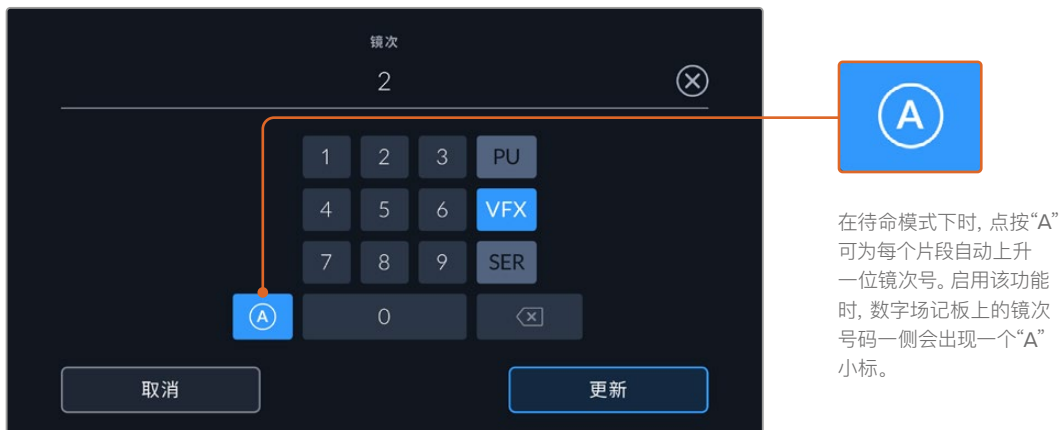 镜次
2
1 2 3 PU
4 5 6 VFX
7 8 9 SER
A 0
取消 更新
A
在待命模式下时, 点按“A”
可为每个片段自动上升
一位镜次号。启用该功能
时, 数字场记板上的镜次
号码一侧会出现一个“A”
小标。